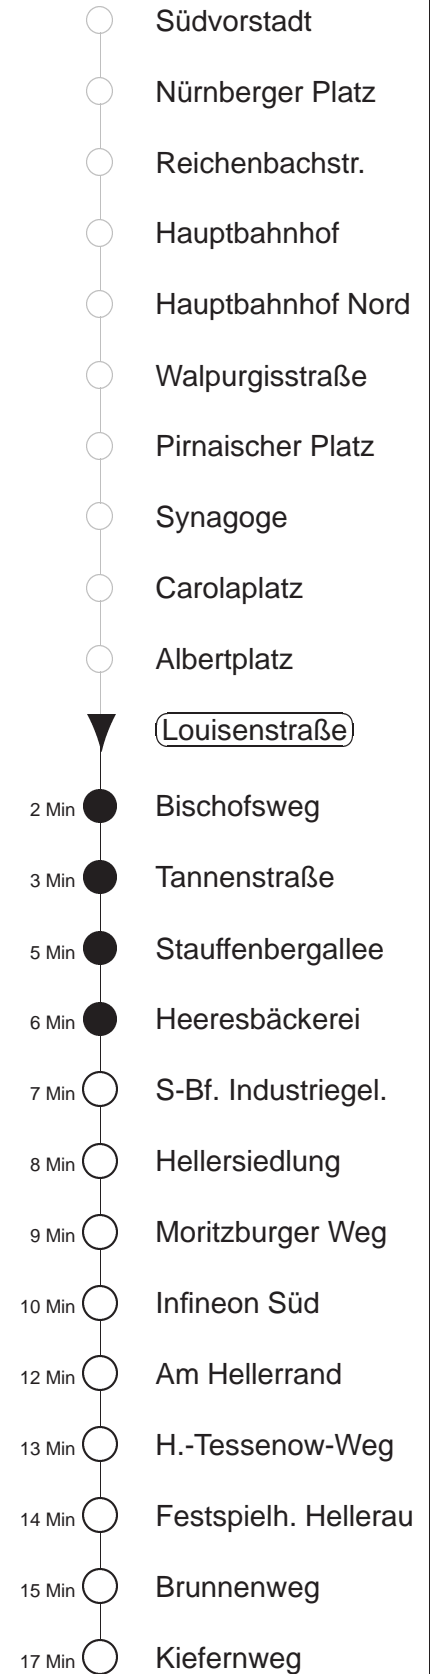 Südvorstadt
Nürnberger Platz
Reichenbachstr.
Hauptbahnhof
Hauptbahnhof Nord
Walpurgisstraße
Pirnaischer Platz
Synagoge
Carolaplatz
Albertplatz
Louisenstraße
2 Min Bischofsweg
3 Min Tannenstraße
5 Min Stauffenbergallee
6 Min Heeresbäckerei
7 Min S-Bf. Industriegel.
8 Min Hellersiedlung
9 Min Moritzburger Weg
10 Min Infineon Süd
12 Min Am Hellerrand
13 Min H.-Tessenow-Weg
14 Min Festspielh. Hellerau
15 Min Brunnenweg
17 Min Kiefernweg